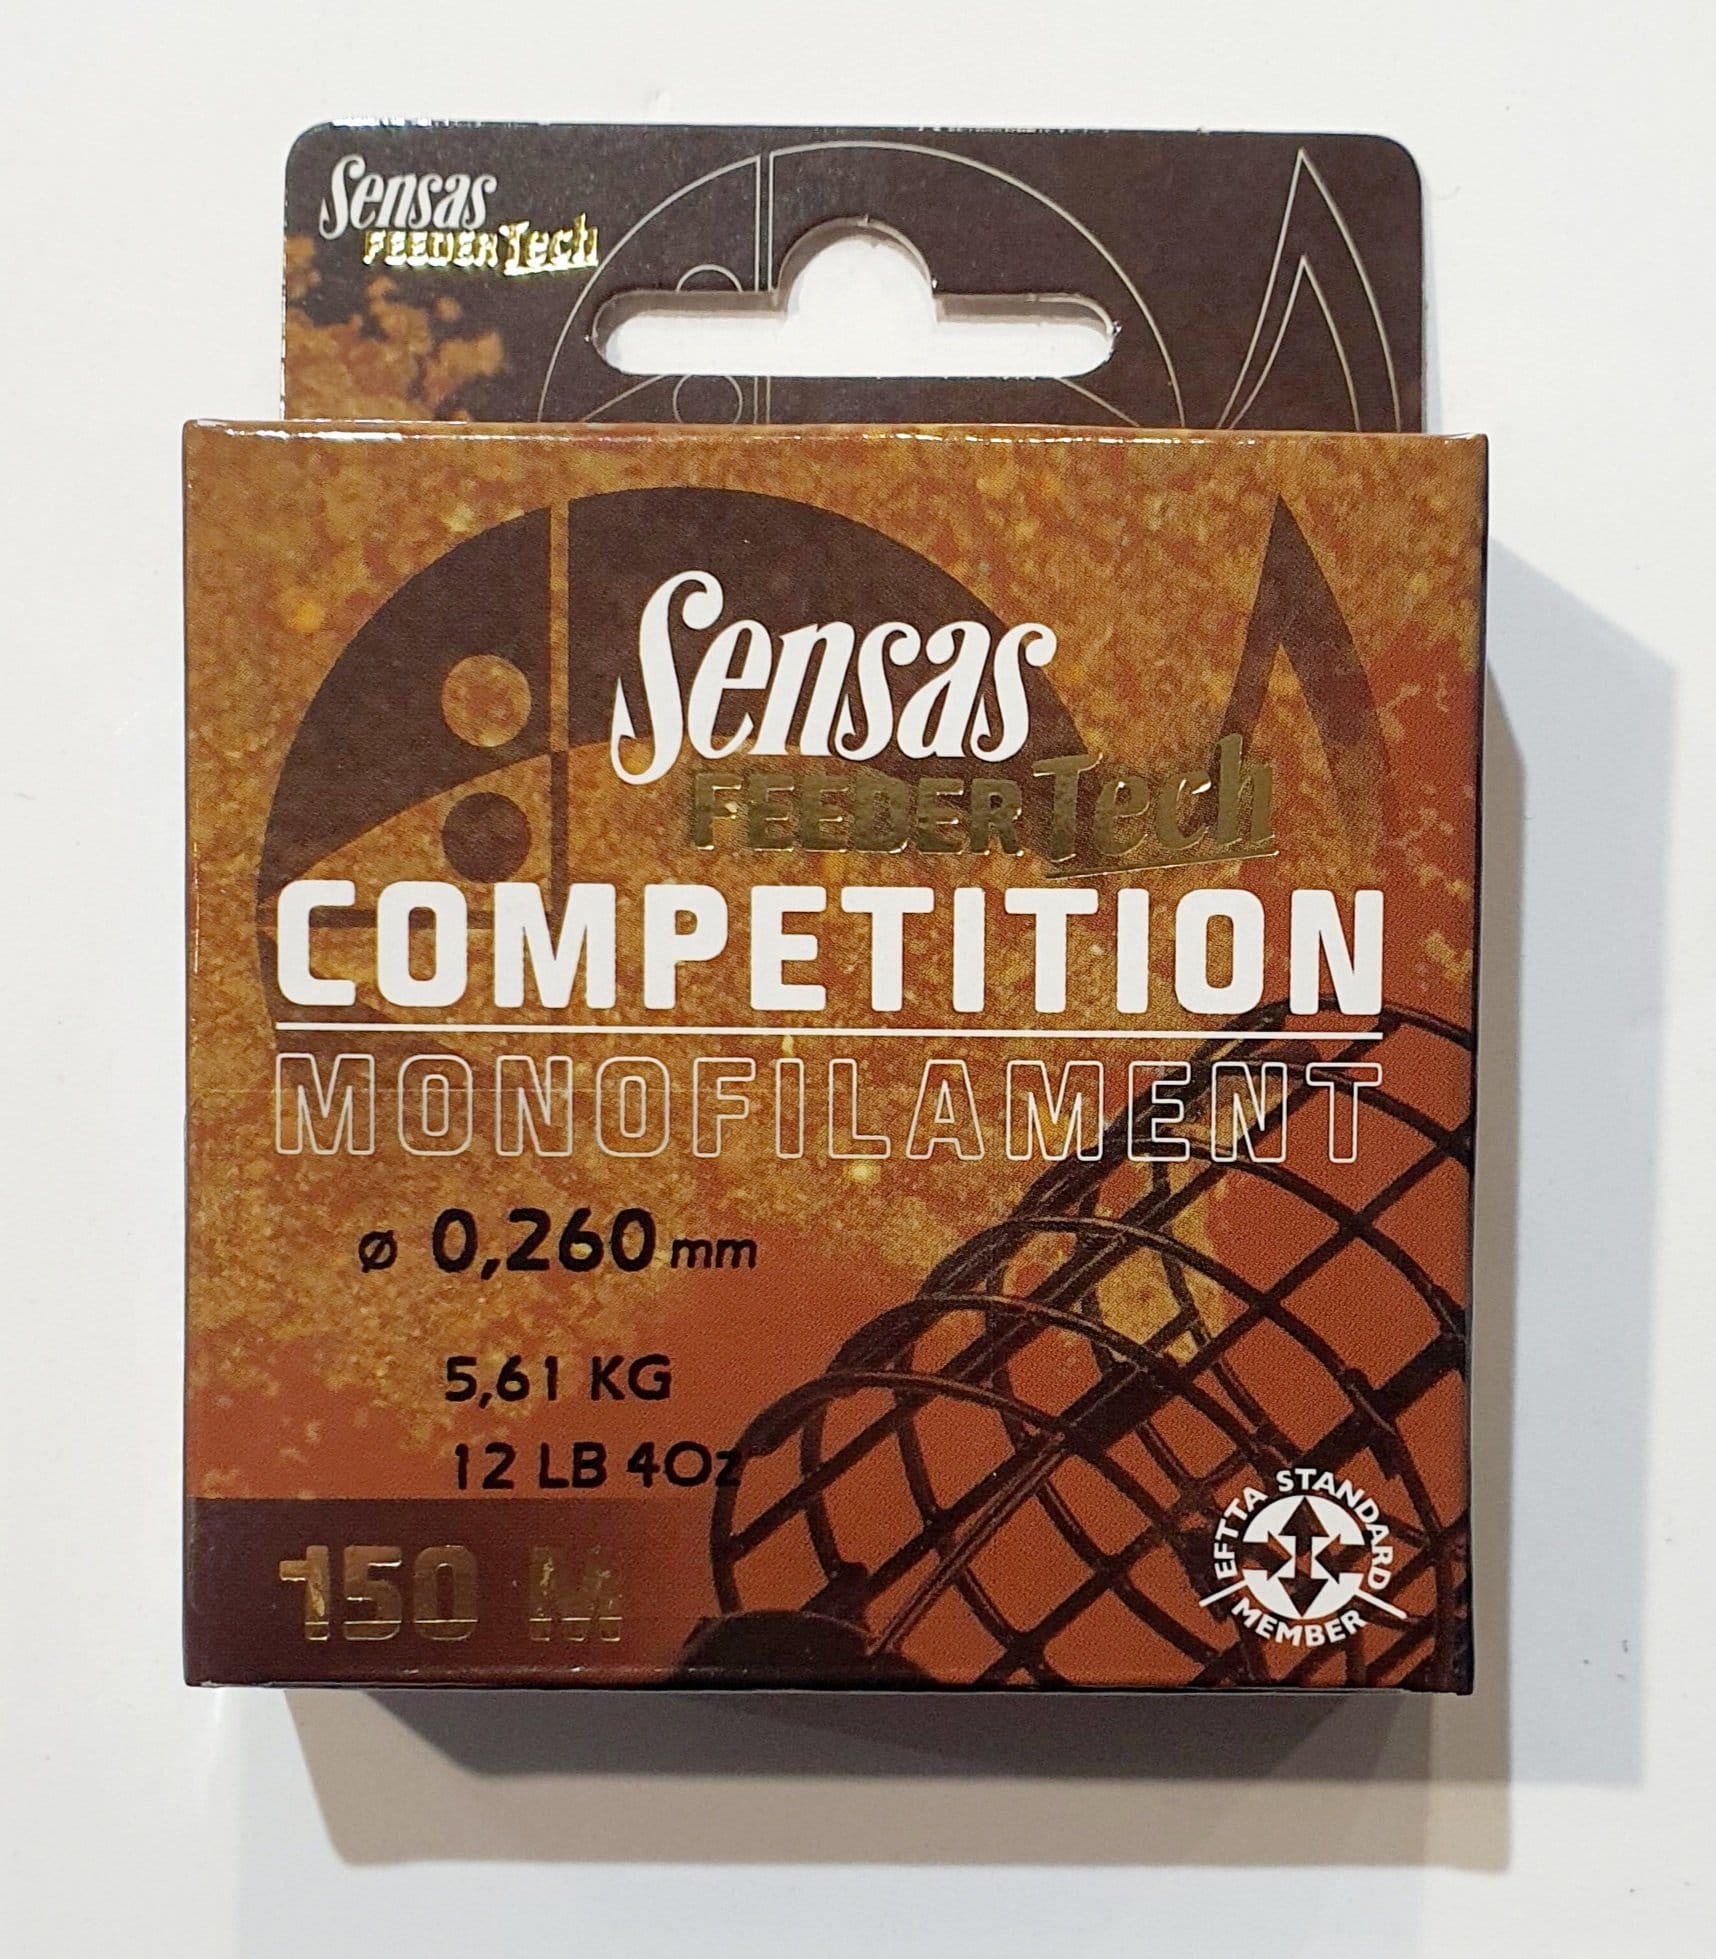 Sensas
FEEDER Tech
Sensas
FEEDER Tech
COMPETITION
MONOFILAMENT
ø 0,260 mm
5,61 KG
12 LB 4Oz
150 M
EFTTA STANDARD
MEMBER